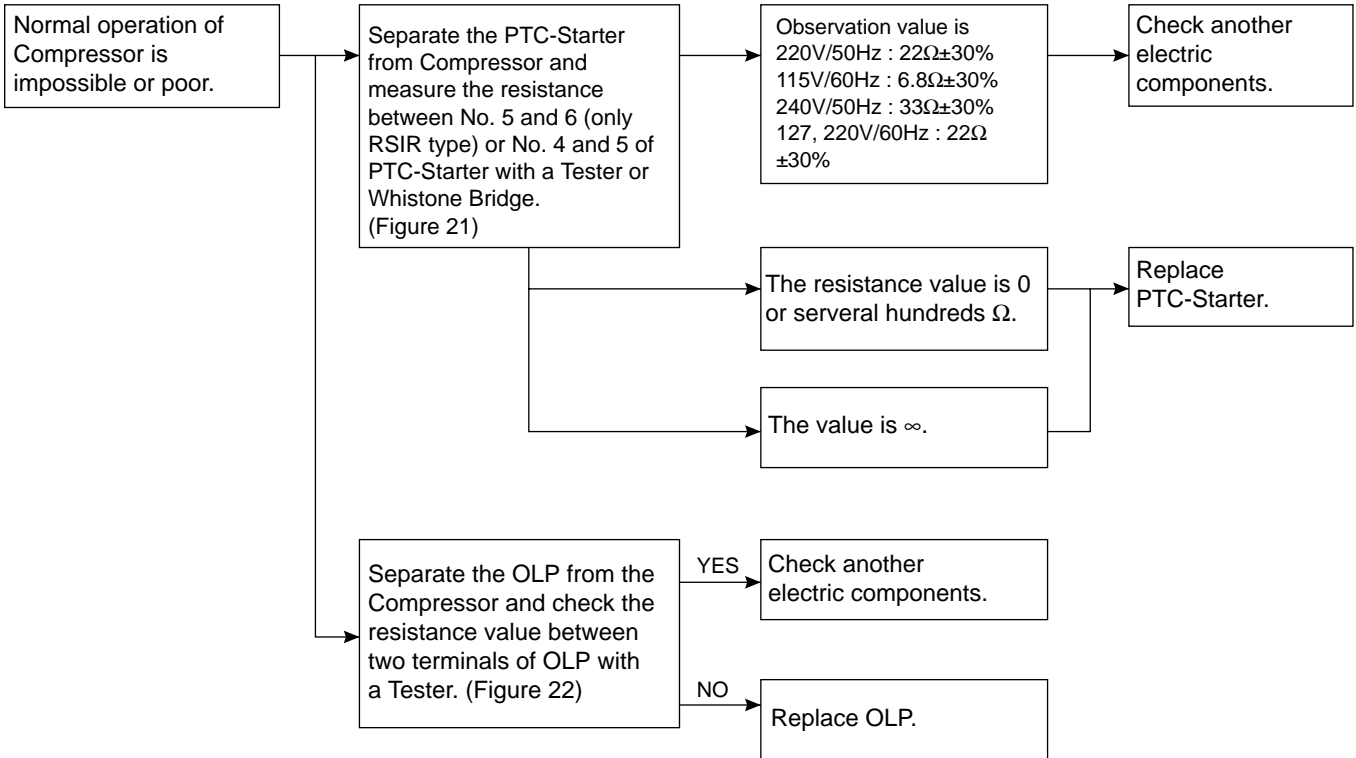 Normal operation of
Compressor is
impossible or poor.
Separate the PTC-Starter
from Compressor and
measure the resistance
between No. 5 and 6 (only
RSIR type) or No. 4 and 5 of
PTC-Starter with a Tester or
Whistone Bridge.
(Figure 21)
Observation value is
220V/50Hz : 22Ω±30%
115V/60Hz : 6.8Ω±30%
240V/50Hz : 33Ω±30%
127, 220V/60Hz : 22Ω
±30%
Check another
electric
components.
The resistance value is 0
or serveral hundreds Ω.
Replace
PTC-Starter.
The value is ∞.
Separate the OLP from the
Compressor and check the
resistance value between
two terminals of OLP with
a Tester. (Figure 22)
YES
Check another
electric components.
NO
Replace OLP.